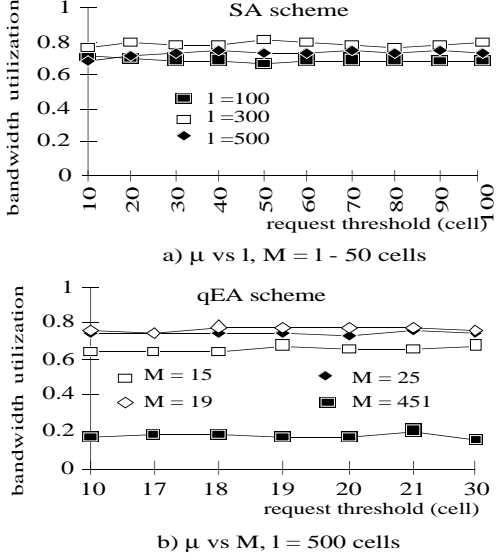 SA scheme
bandwidth utilization
1
0.8
0.6
0.4
0.2
0
l =100
l =300
l=500
10
20
30
40
50
60
70
80
90
100
request threshold (cell)
a) μ vs l, M = l - 50 cells
qEA scheme
bandwidth utilization
1
0.8
0.6
0.4
0.2
0
M = 15
M = 25
M = 19
M = 451
10
17
18
19
20
21
30
request threshold (cell)
b) μ vs M, l = 500 cells